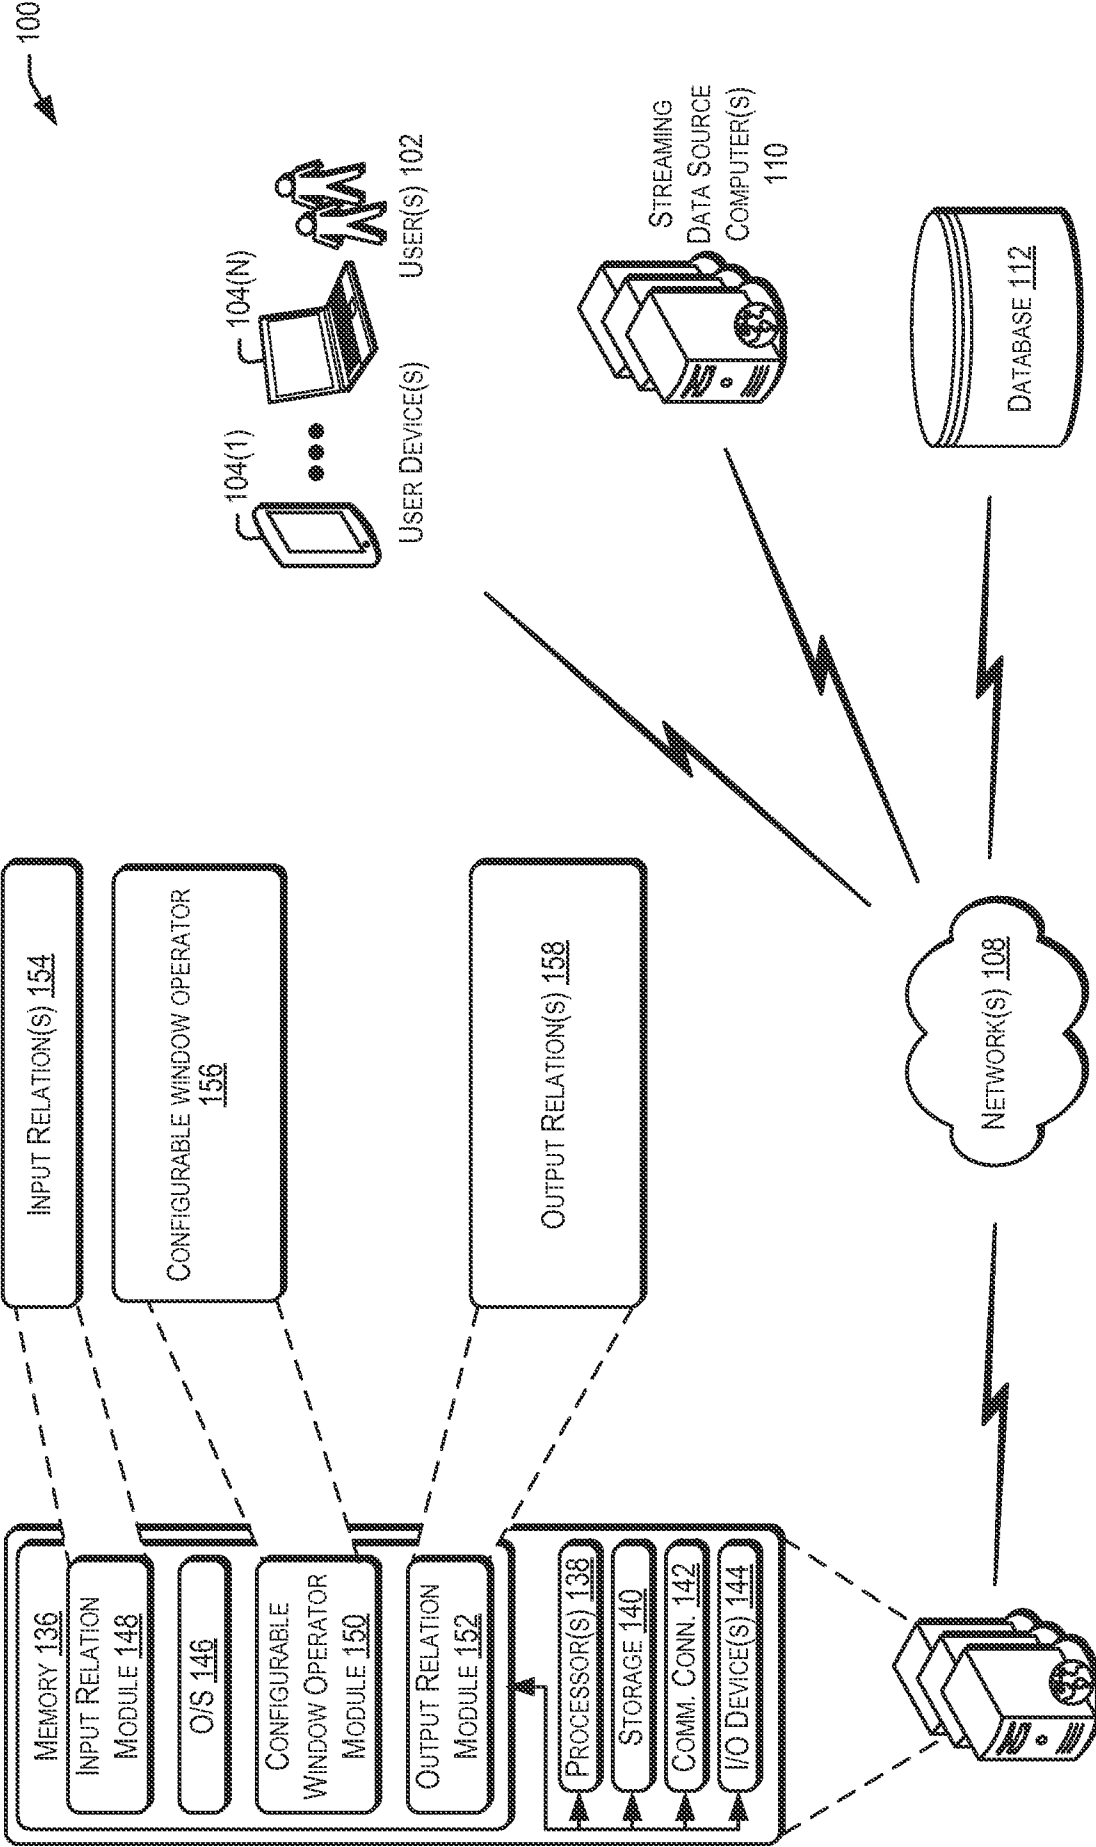 100
MEMORY 136
INPUT RELATION
MODULE 148
O/S 146
CONFIGURABLE
WINDOW OPERATOR
MODULE 150
OUTPUT RELATION
MODULE 152
PROCESSOR(S) 138
STORAGE 140
COMM. CONN. 142
I/O DEVICE(S) 144
INPUT RELATION(S) 154
CONFIGURABLE WINDOW OPERATOR
156
OUTPUT RELATION(S) 158
104(1)
104(N)
USER DEVICE(S)
USER(S) 102
STREAMING
DATA SOURCE
COMPUTER(S)
110
NETWORK(S) 108
DATABASE 112